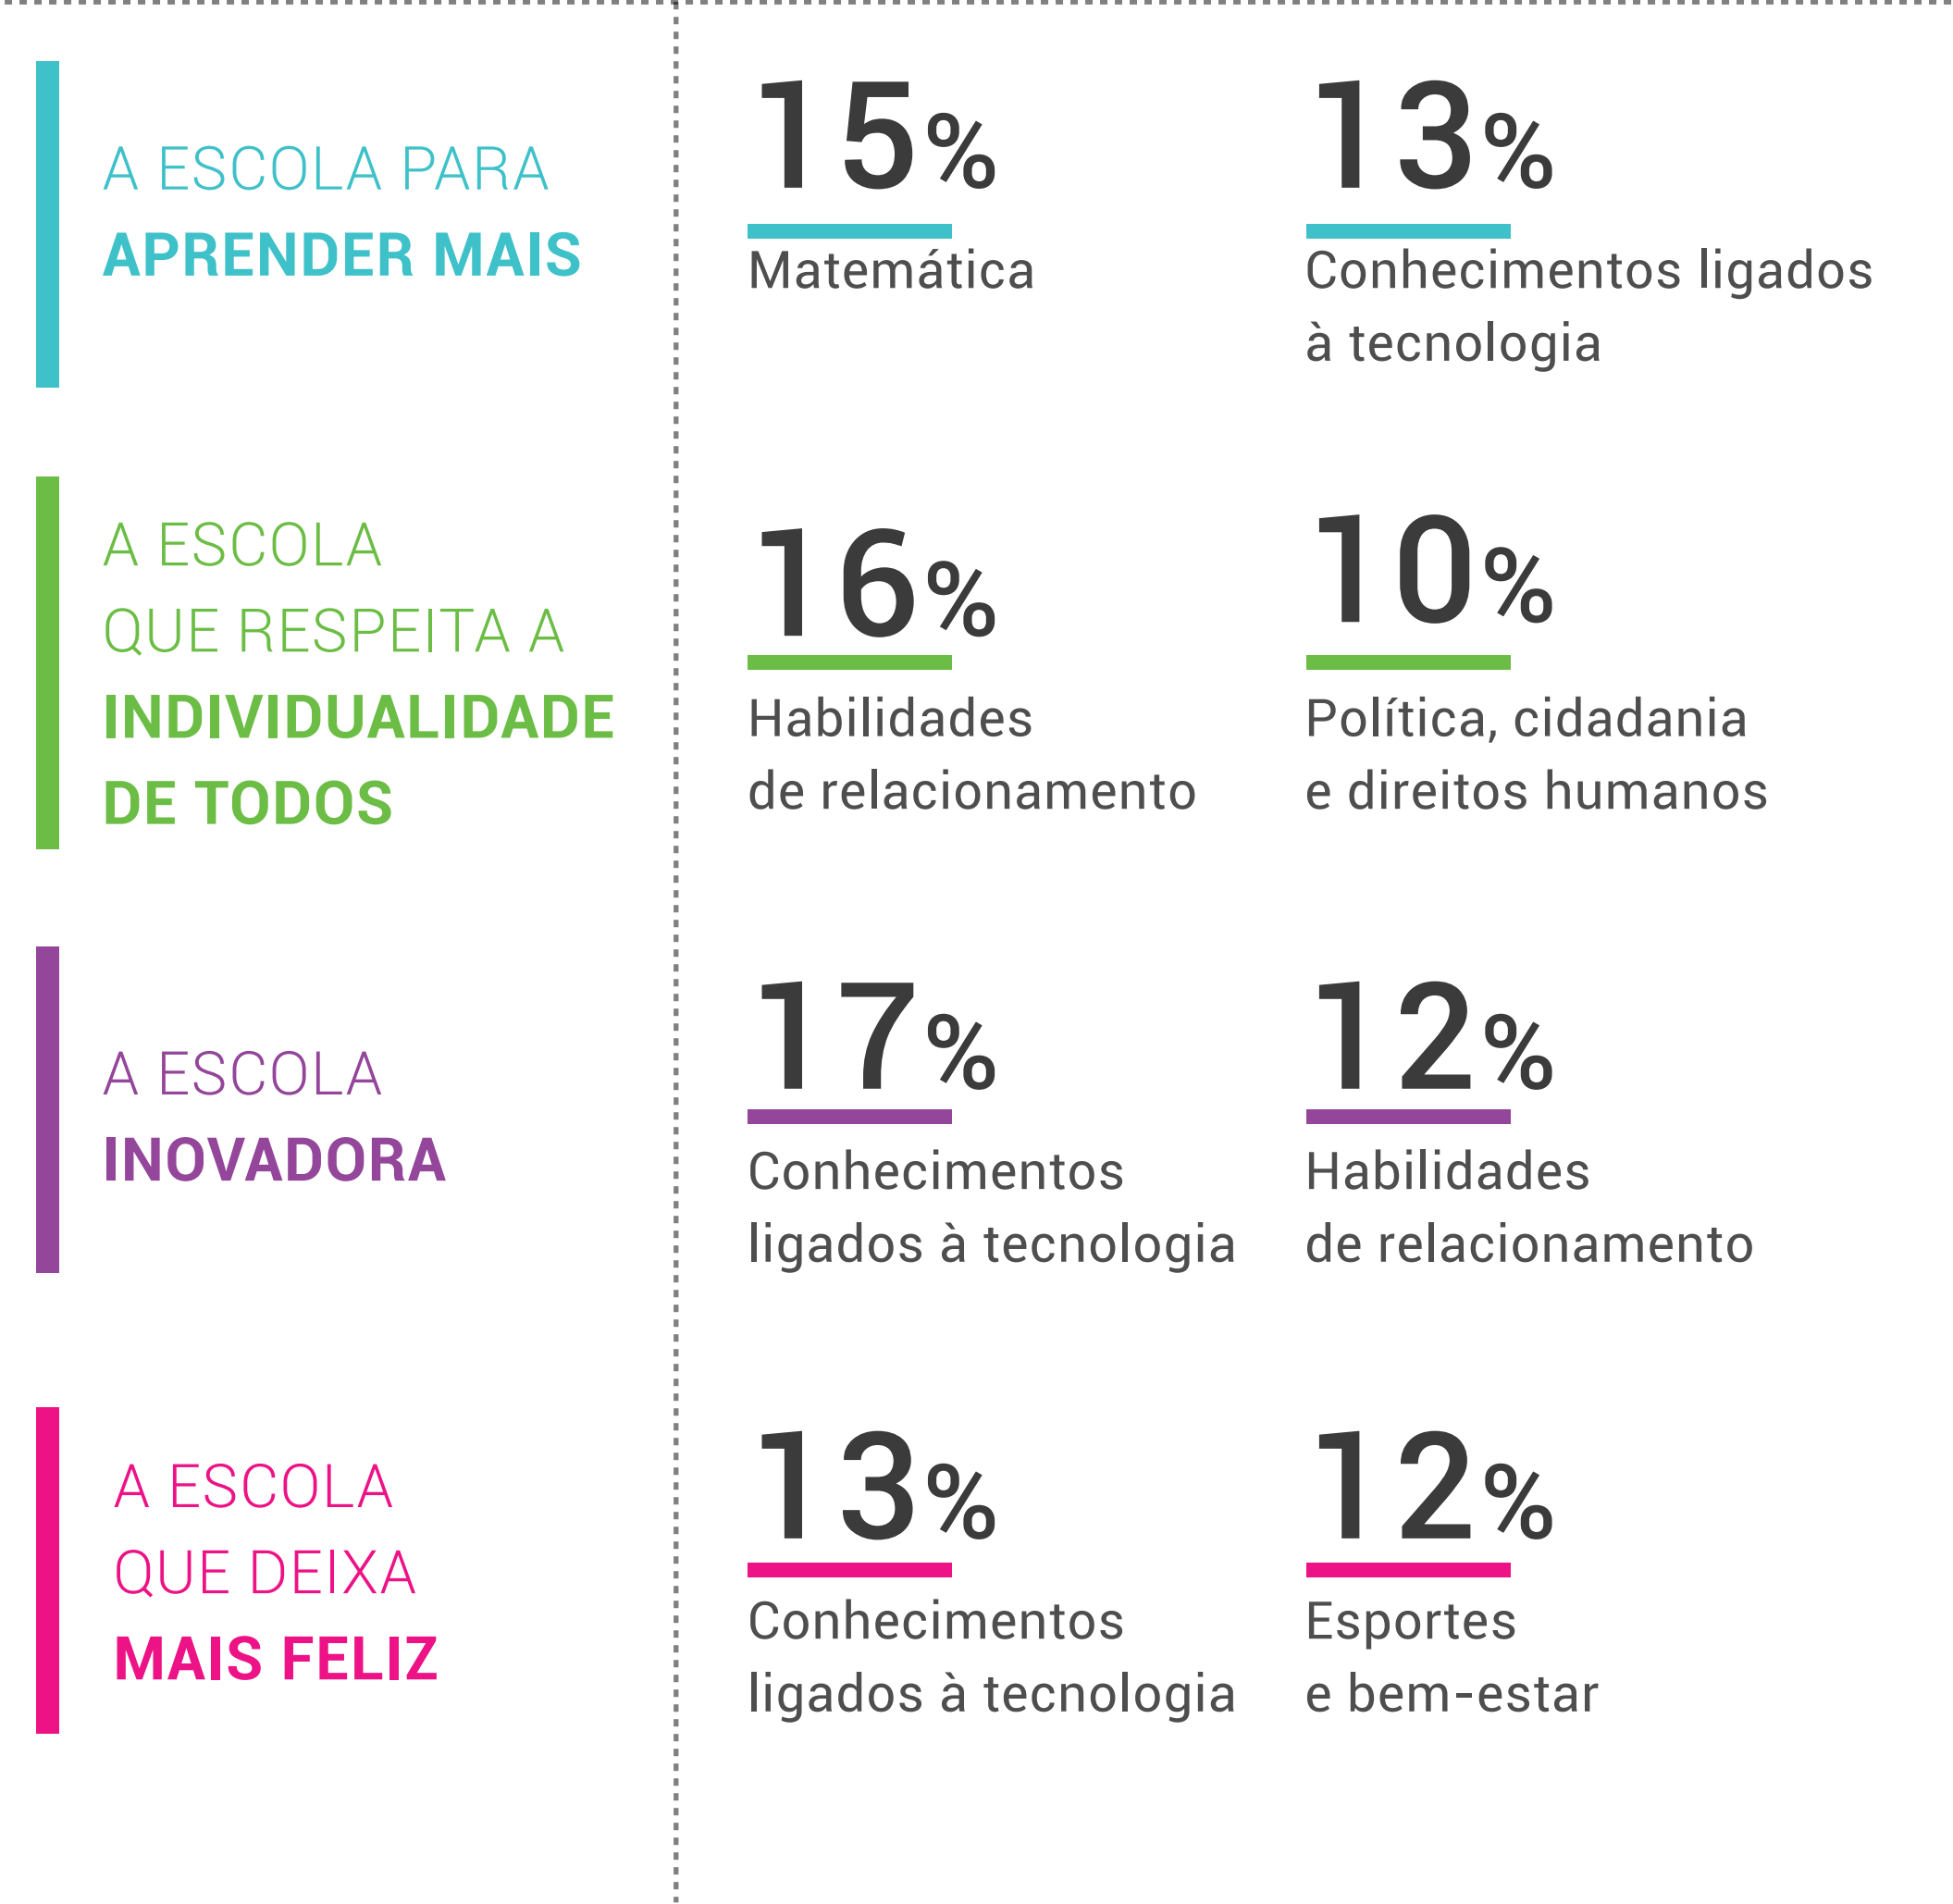 A ESCOLA PARA
APRENDER MAIS
15%
Matemática
13%
Conhecimentos ligados
à tecnologia
A ESCOLA
QUE RESPEITA A
INDIVIDUALIDADE
DE TODOS
16%
Habilidades
de relacionamento
10%
Política, cidadania
e direitos humanos
A ESCOLA
INOVADORA
17%
Conhecimentos
ligados à tecnologia
12%
Habilidades
de relacionamento
A ESCOLA
QUE DEIXA
MAIS FELIZ
13%
Conhecimentos
ligados à tecnologia
12%
Esportes
e bem-estar